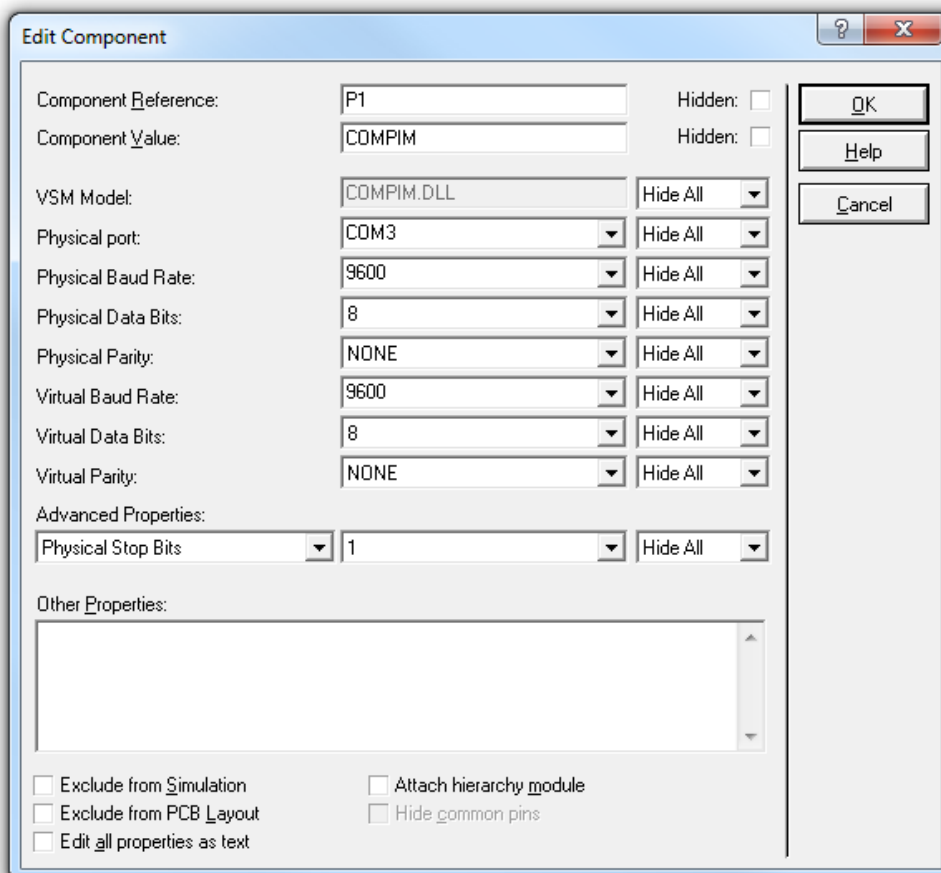 Edit Component
Component Reference: P1 Hidden:
Component Value: COMPIM Hidden:
VSM Model: COMPIM.DLL Hide All
Physical port: COM3 Hide All
Physical Baud Rate: 9600 Hide All
Physical Data Bits: 8 Hide All
Physical Parity: NONE Hide All
Virtual Baud Rate: 9600 Hide All
Virtual Data Bits: 8 Hide All
Virtual Parity: NONE Hide All
Advanced Properties:
Physical Stop Bits 1 Hide All
Other Properties:
Exclude from Simulation Attach hierarchy module
Exclude from PCB Layout Hide common pins
Edit all properties as text
OK
Help
Cancel